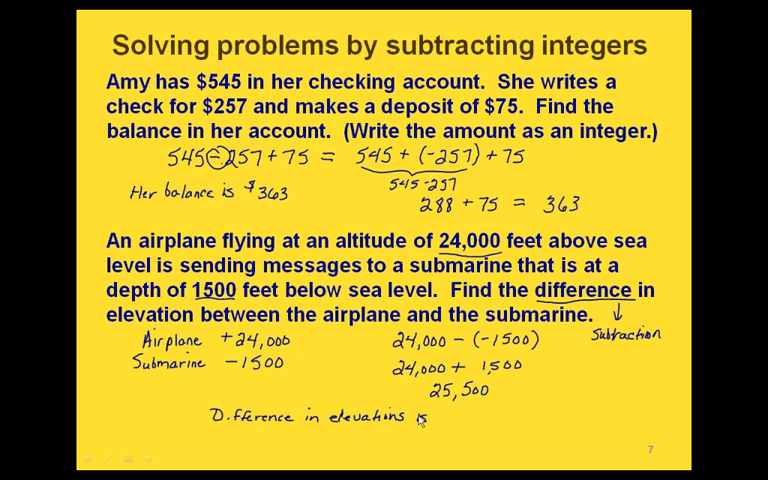 Solving problems by subtracting integers
Amy has $545 in her checking account. She writes a
check for $257 and makes a deposit of $75. Find the
balance in her account. (Write the amount as an integer.)
545 - 257 + 75 = 545 + (-257) + 75
545-257
Her balance is $363
288 + 75 = 363
An airplane flying at an altitude of 24,000 feet above sea
level is sending messages to a submarine that is at a
depth of 1500 feet below sea level. Find the difference in
elevation between the airplane and the submarine.
Subtraction
Airplane +24,000
Submarine -1500
24,000 - (-1500)
24,000 + 1,500
25,500
Difference in elevations is
7